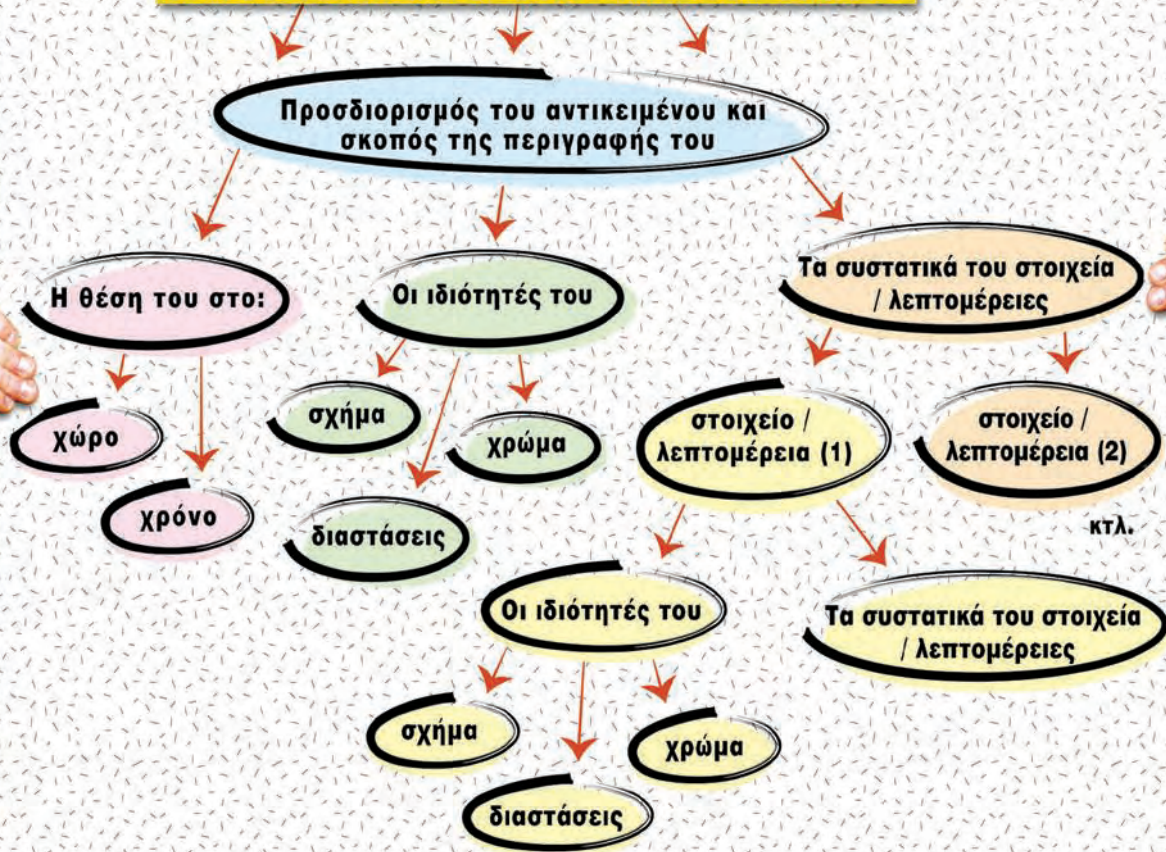 Προσδιορισμός του αντικειμένου και
σκοπός της περιγραφής του
Η θέση του στο:
Οι ιδιότητές του
Τα συστατικά του στοιχεία
/ λεπτομέρειες
χώρο
χρόνο
σχήμα
διαστάσεις
χρώμα
στοιχείο /
λεπτομέρεια (1)
στοιχείο /
λεπτομέρεια (2)
κτλ.
Οι ιδιότητές του
Τα συστατικά του στοιχεία
/ λεπτομέρειες
σχήμα
διαστάσεις
χρώμα